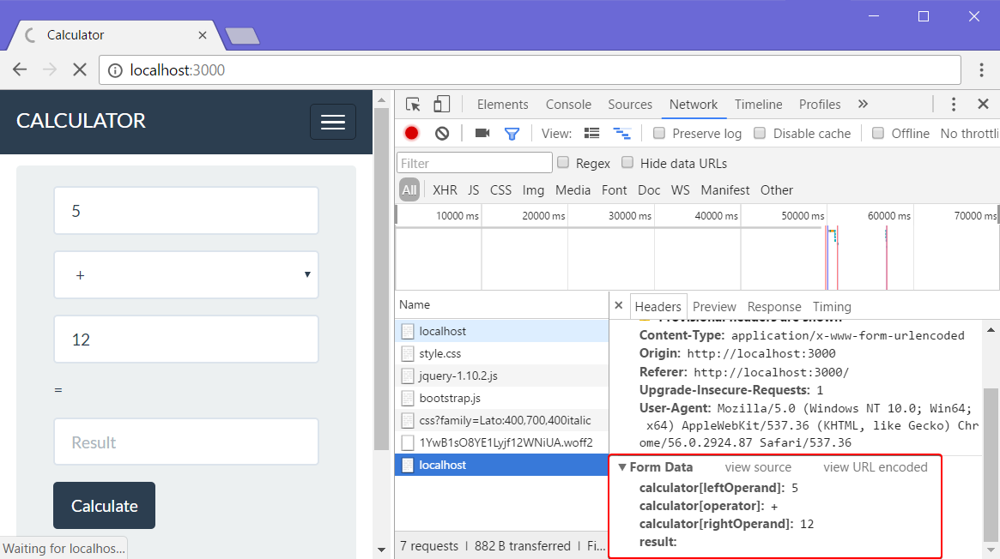 Calculator
localhost:3000
CALCULATOR
5
+
12
=
Result
Calculate
Waiting for localhos...
Elements Console Sources Network Timeline Profiles »
View: Preserve log Disable cache Offline No throttli
Filter Regex Hide data URLs
All XHR JS CSS Img Media Font Doc WS Manifest Other
10000 ms 20000 ms 30000 ms 40000 ms 50000 ms 60000 ms 70000 ms
Name
localhost
style.css
jquery-1.10.2.js
bootstrap.js
css?family=Lato:400,700,400italic
1YwB1sO8YE1Lyjf12WNiUA.woff2
localhost
7 requests | 882 B transferred | Fi...
Headers Preview Response Timing
Provisional headers are shown
Content-Type: application/x-www-form-urlencoded
Origin: http://localhost:3000
Referer: http://localhost:3000/
Upgrade-Insecure-Requests: 1
User-Agent: Mozilla/5.0 (Windows NT 10.0; Win64;
x64) AppleWebKit/537.36 (KHTML, like Gecko) Chr
ome/56.0.2924.87 Safari/537.36
Form Data view source view URL encoded
calculator[leftOperand]: 5
calculator[operator]: +
calculator[rightOperand]: 12
result: